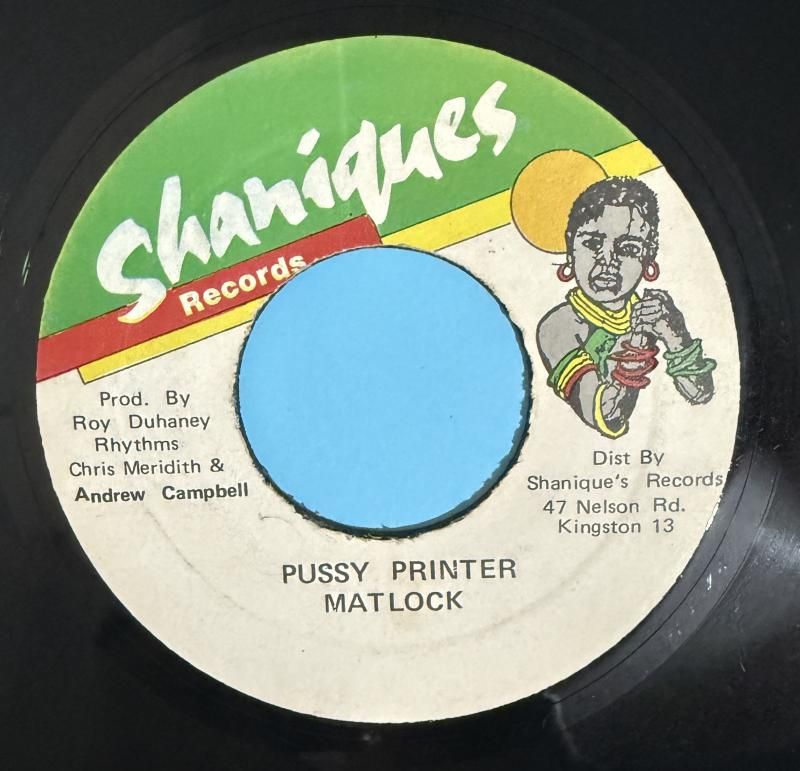 Shaniques
Records
Prod. By
Roy Duhaney
Rhythms
Chris Meridith &
Andrew Campbell
Dist By
Shanique's Records
47 Nelson Rd.
Kingston 13
PUSSY PRINTER
MATLOCK